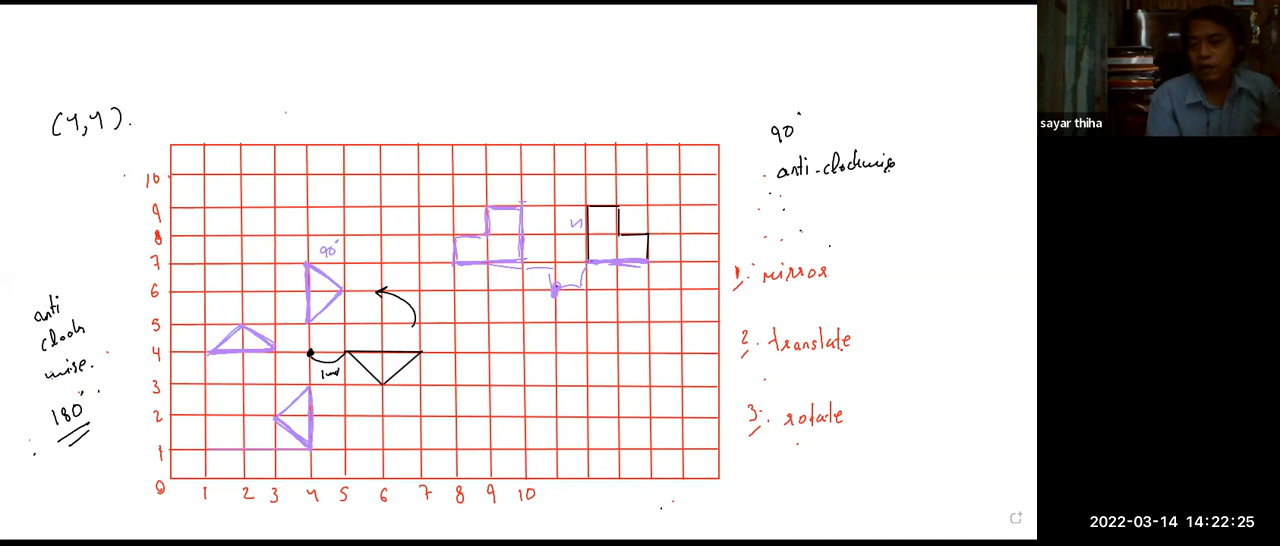 (4,4).
90°
anti-clockwise
10
9
8
7
6
5
4
3
2
1
0
1 2 3 4 5 6 7 8 9 10
90°
anti
clock
wise.
180°
1. mirror
2. translate
3. rotate
sayar thiha
2022-03-14 14:22:25